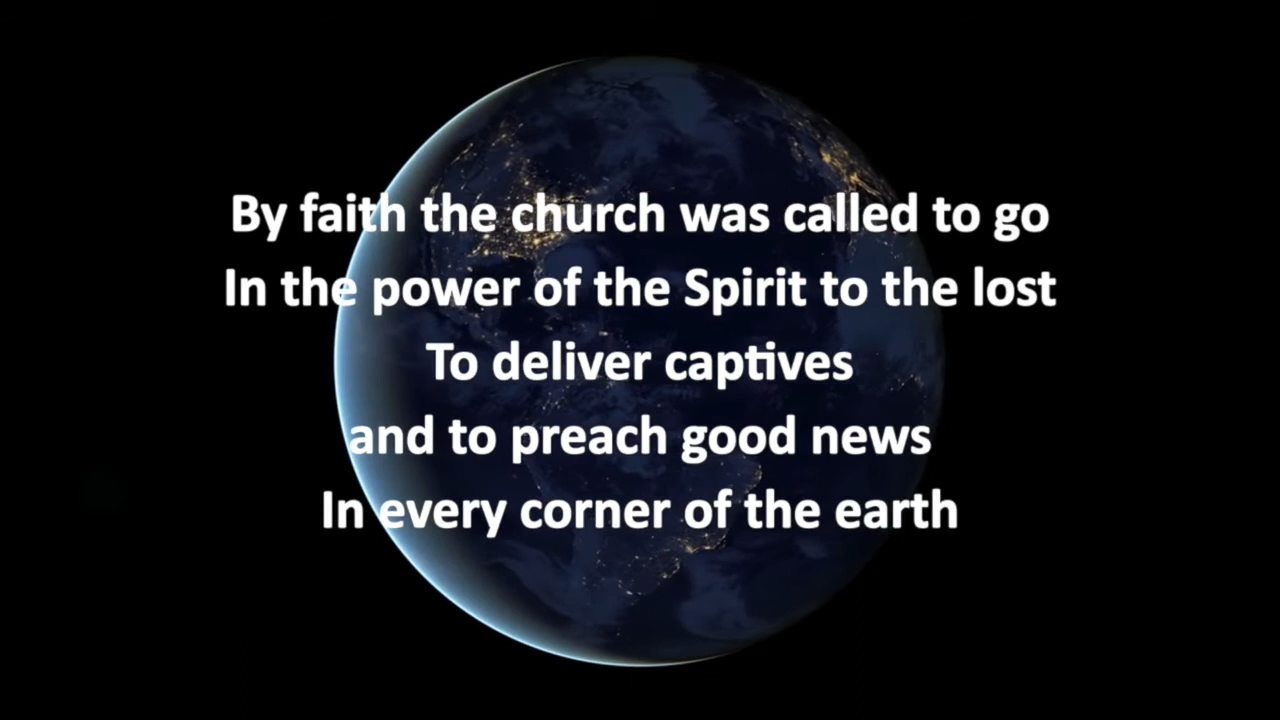 By faith the church was called to go
In the power of the Spirit to the lost
To deliver captives
and to preach good news
In every corner of the earth